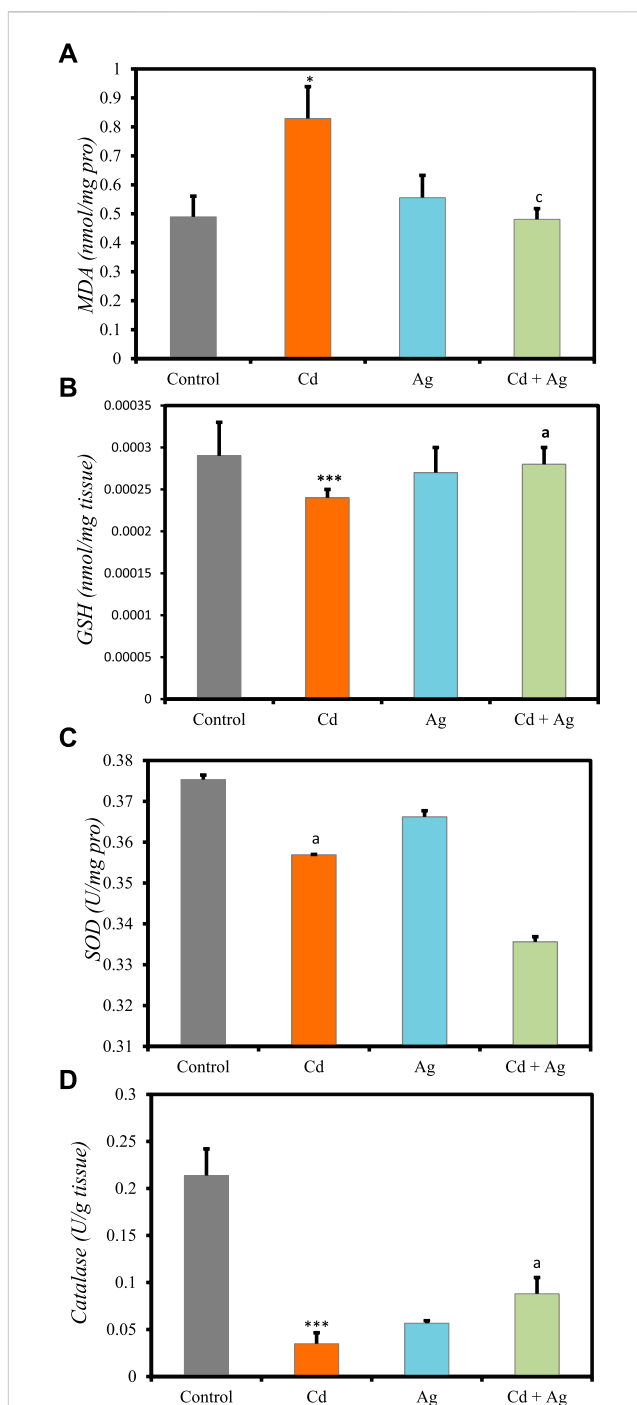 A
MDA (nmol/mg pro)
1
0.9
0.8
0.7
0.6
0.5
0.4
0.3
0.2
0.1
0
*
c
Control Cd Ag Cd + Ag
B
GSH (nmol/mg tissue)
0.00035
0.0003
0.00025
0.0002
0.00015
0.0001
0.00005
0
***
a
Control Cd Ag Cd + Ag
C
SOD (U/mg pro)
0.38
0.37
0.36
0.35
0.34
0.33
0.32
0.31
a
Control Cd Ag Cd + Ag
D
Catalase (U/g tissue)
0.3
0.25
0.2
0.15
0.1
0.05
0
***
a
Control Cd Ag Cd + Ag